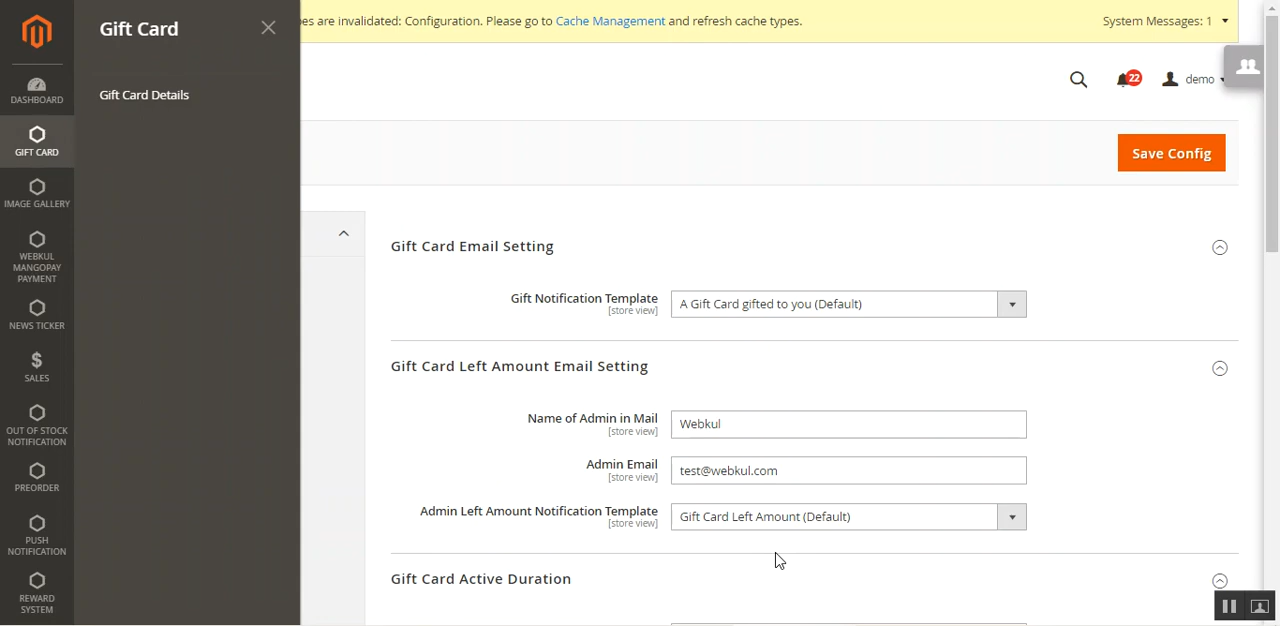 Gift Card
Gift Card Details
DASHBOARD
GIFT CARD
IMAGE GALLERY
WEBKUL
MANGOPAY
PAYMENT
NEWS TICKER
$
SALES
OUT OF STOCK
NOTIFICATION
PREORDER
PUSH
NOTIFICATION
REWARD
SYSTEM
are invalidated: Configuration. Please go to Cache Management and refresh cache types.
System Messages: 1
22
demo
Save Config
Gift Card Email Setting
Gift Notification Template
[store view]
A Gift Card gifted to you (Default)
Gift Card Left Amount Email Setting
Name of Admin in Mail
[store view]
Webkul
Admin Email
[store view]
test@webkul.com
Admin Left Amount Notification Template
[store view]
Gift Card Left Amount (Default)
Gift Card Active Duration